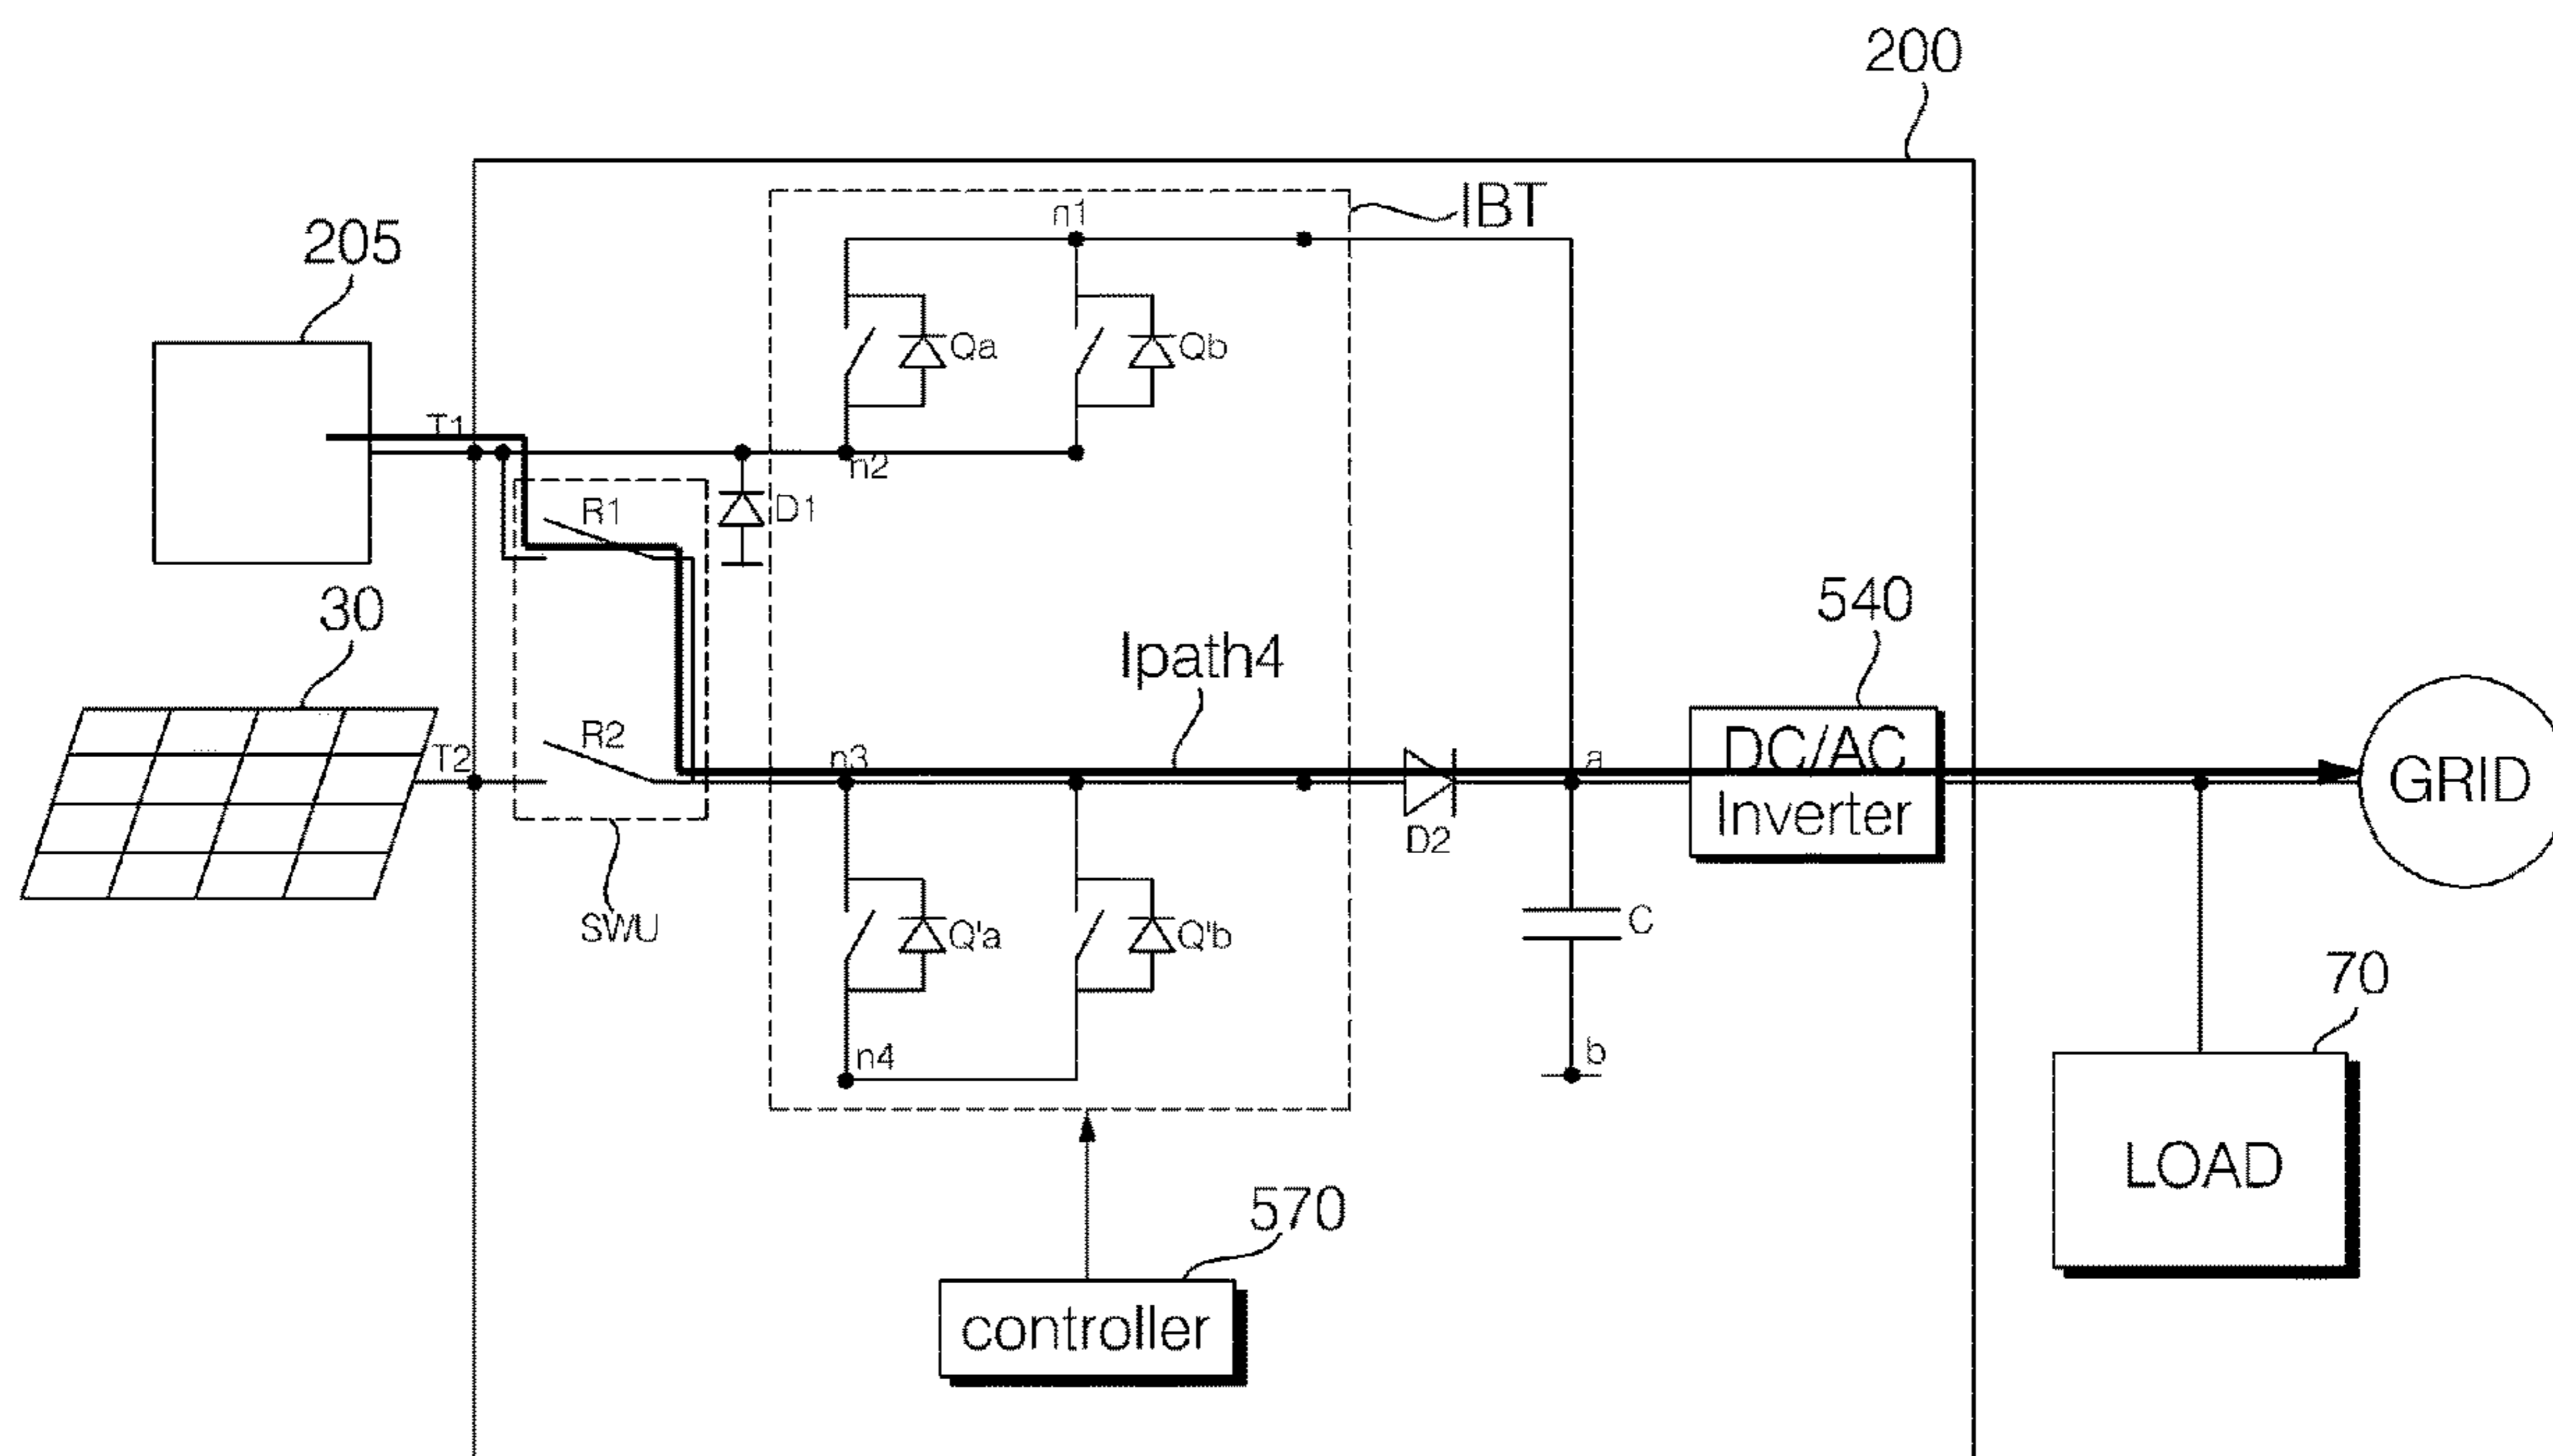 200
IBT
n1
205
Qa
Qb
T1
n2
R1
D1
30
540
Ipath4
T2
R2
n3
a
DC/AC
Inverter
GRID
D2
SWU
Q'a
Q'b
C
70
n4
b
LOAD
570
controller